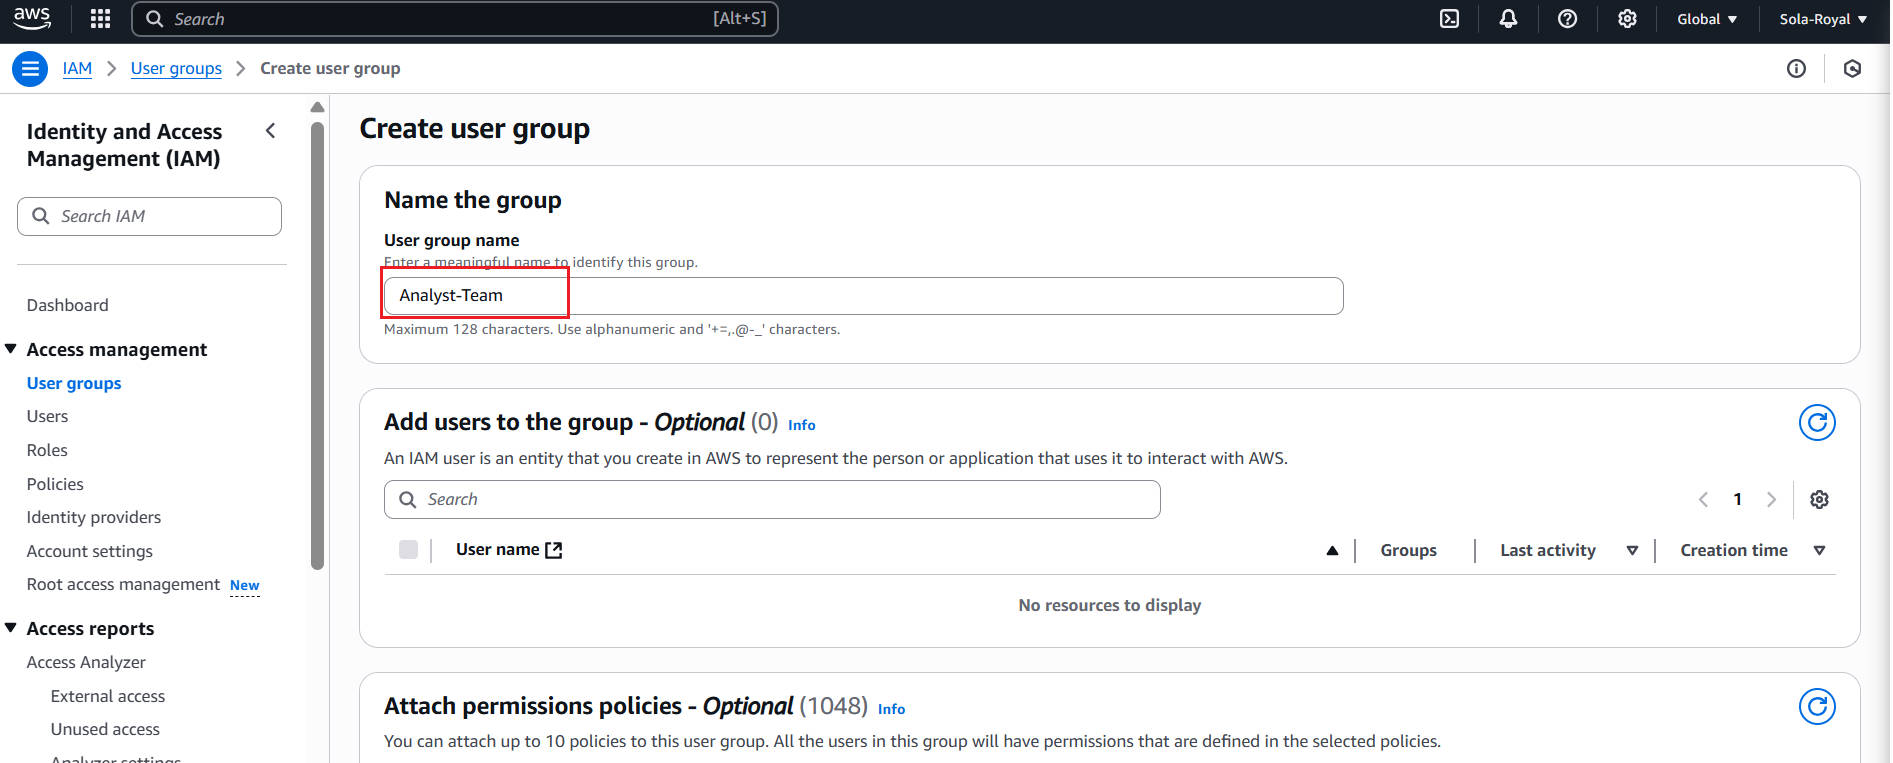 aws
Search [Alt+S]
Global
Sola-Royal
IAM
User groups
Create user group
Identity and Access
Management (IAM)
Search IAM
Dashboard
Access management
User groups
Users
Roles
Policies
Identity providers
Account settings
Root access management New
Access reports
Access Analyzer
External access
Unused access
Analyzer settings
Create user group
Name the group
User group name
Enter a meaningful name to identify this group.
Analyst-Team
Maximum 128 characters. Use alphanumeric and '+=,.@-_' characters.
Add users to the group - Optional (0) Info
An IAM user is an entity that you create in AWS to represent the person or application that uses it to interact with AWS.
Search
1
User name Groups Last activity Creation time
No resources to display
Attach permissions policies - Optional (1048) Info
You can attach up to 10 policies to this user group. All the users in this group will have permissions that are defined in the selected policies.